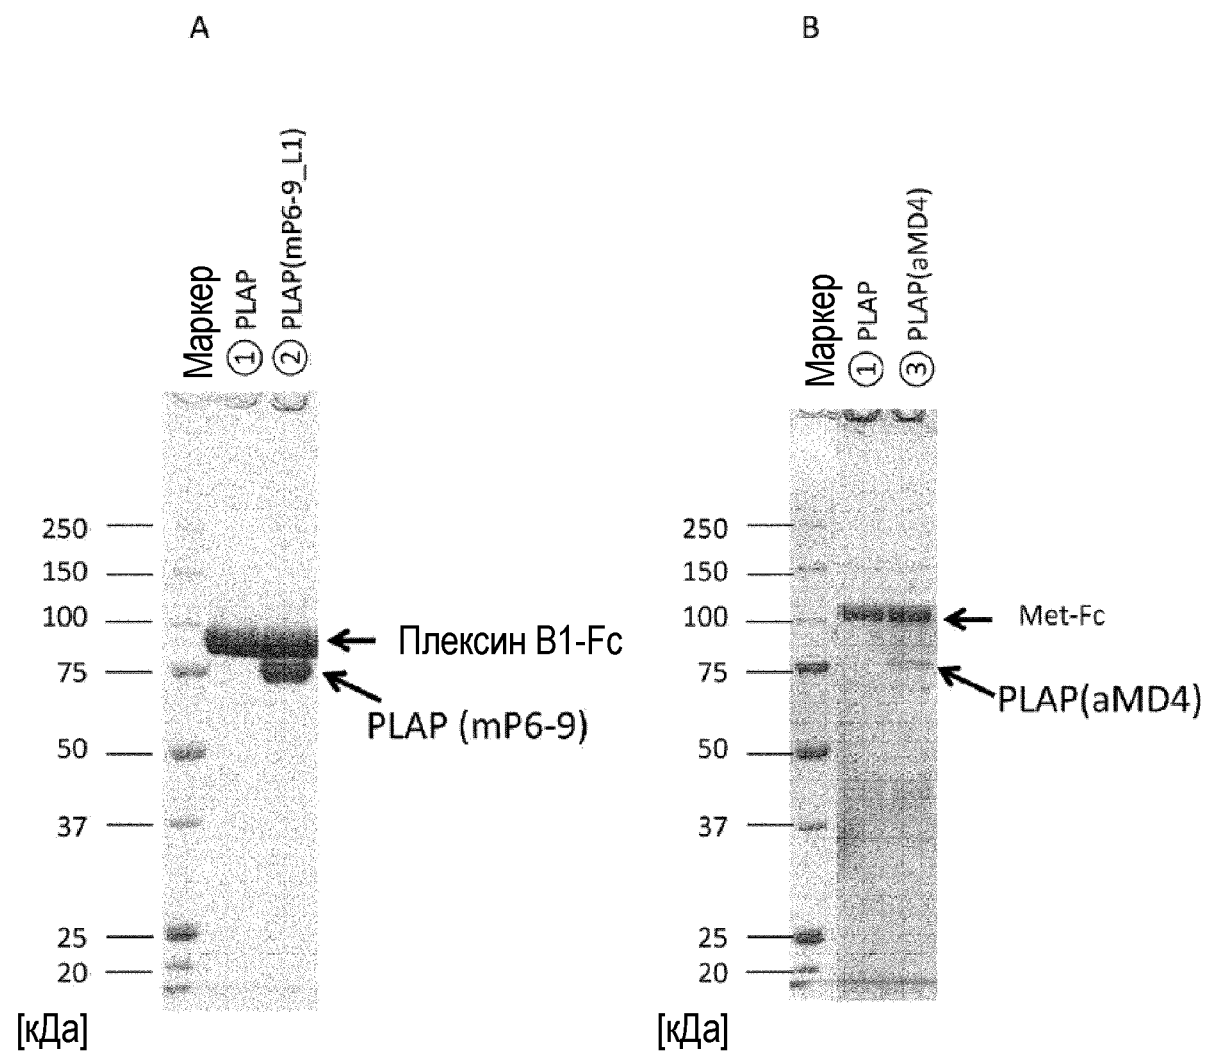 A
Маркер
① PLAP
② PLAP(mP6-9_L1)
250
150
100
75
50
37
25
20
[кДа]
Плексин B1-Fc
PLAP (mP6-9)
B
Маркер
① PLAP
③ PLAP(aMD4)
250
150
100
75
50
37
25
20
[кДа]
Met-Fc
PLAP(aMD4)